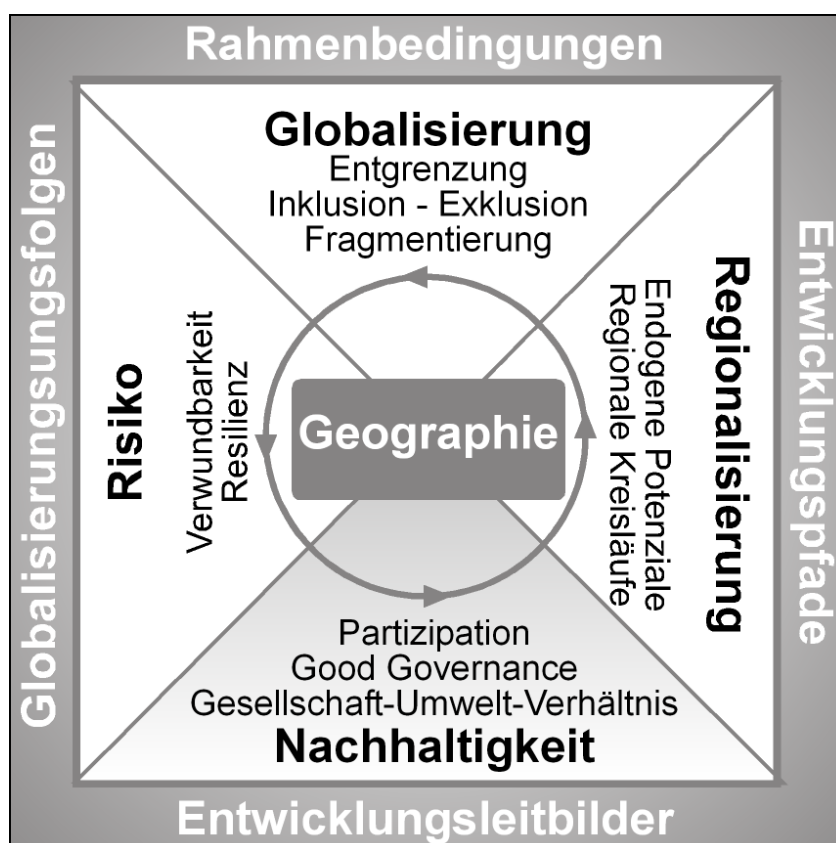 Rahmenbedingungen
Globalisierung
Entgrenzung
Inklusion - Exklusion
Fragmentierung
Globalisierungsungsfolgen
Risiko
Verwundbarkeit
Resilienz
Geographie
Endogene Potenziale
Regionale Kreisläufe
Regionalisierung
Entwicklungspfade
Partizipation
Good Governance
Gesellschaft-Umwelt-Verhältnis
Nachhaltigkeit
Entwicklungsleitbilder